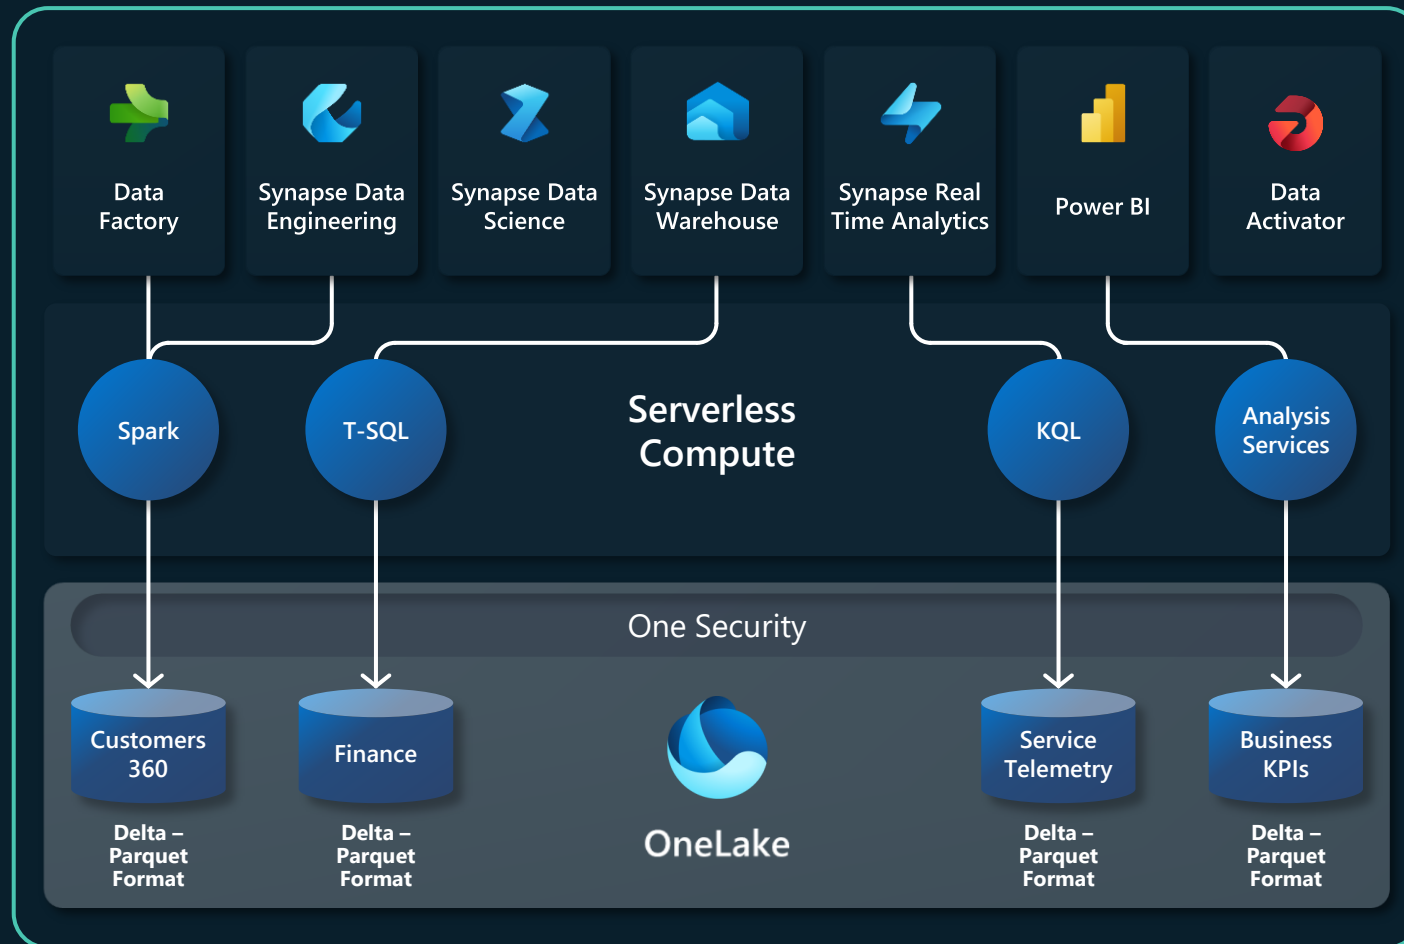 Data
Factory
Synapse Data
Engineering
Synapse Data
Science
Synapse Data
Warehouse
Synapse Real
Time Analytics
Power BI
Data
Activator
Spark
T-SQL
Serverless
Compute
KQL
Analysis
Services
One Security
Customers
360
Finance
Service
Telemetry
Business
KPIs
Delta –
Parquet
Format
Delta –
Parquet
Format
OneLake
Delta –
Parquet
Format
Delta –
Parquet
Format